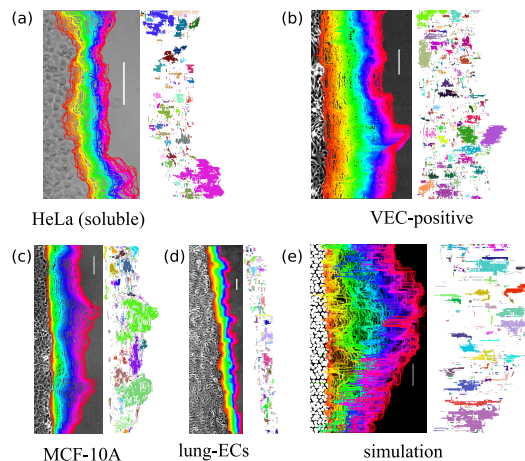 (a)
(b)
HeLa (soluble)
VEC-positive
(c)
(d)
(e)
MCF-10A
lung-ECs
simulation